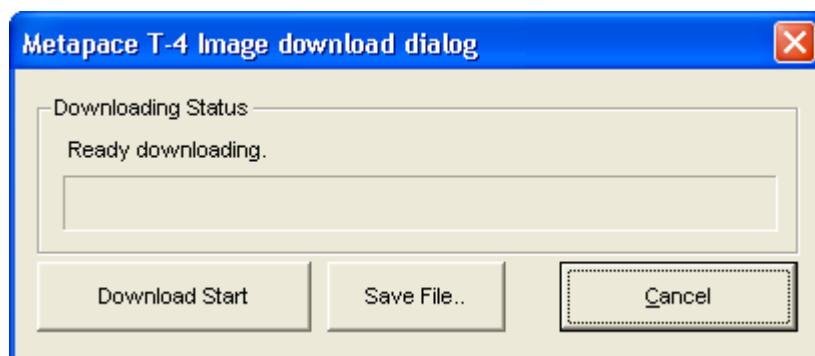 Metapace T-4 Image download dialog
Downloading Status
Ready downloading.
Download Start
Save File..
Cancel